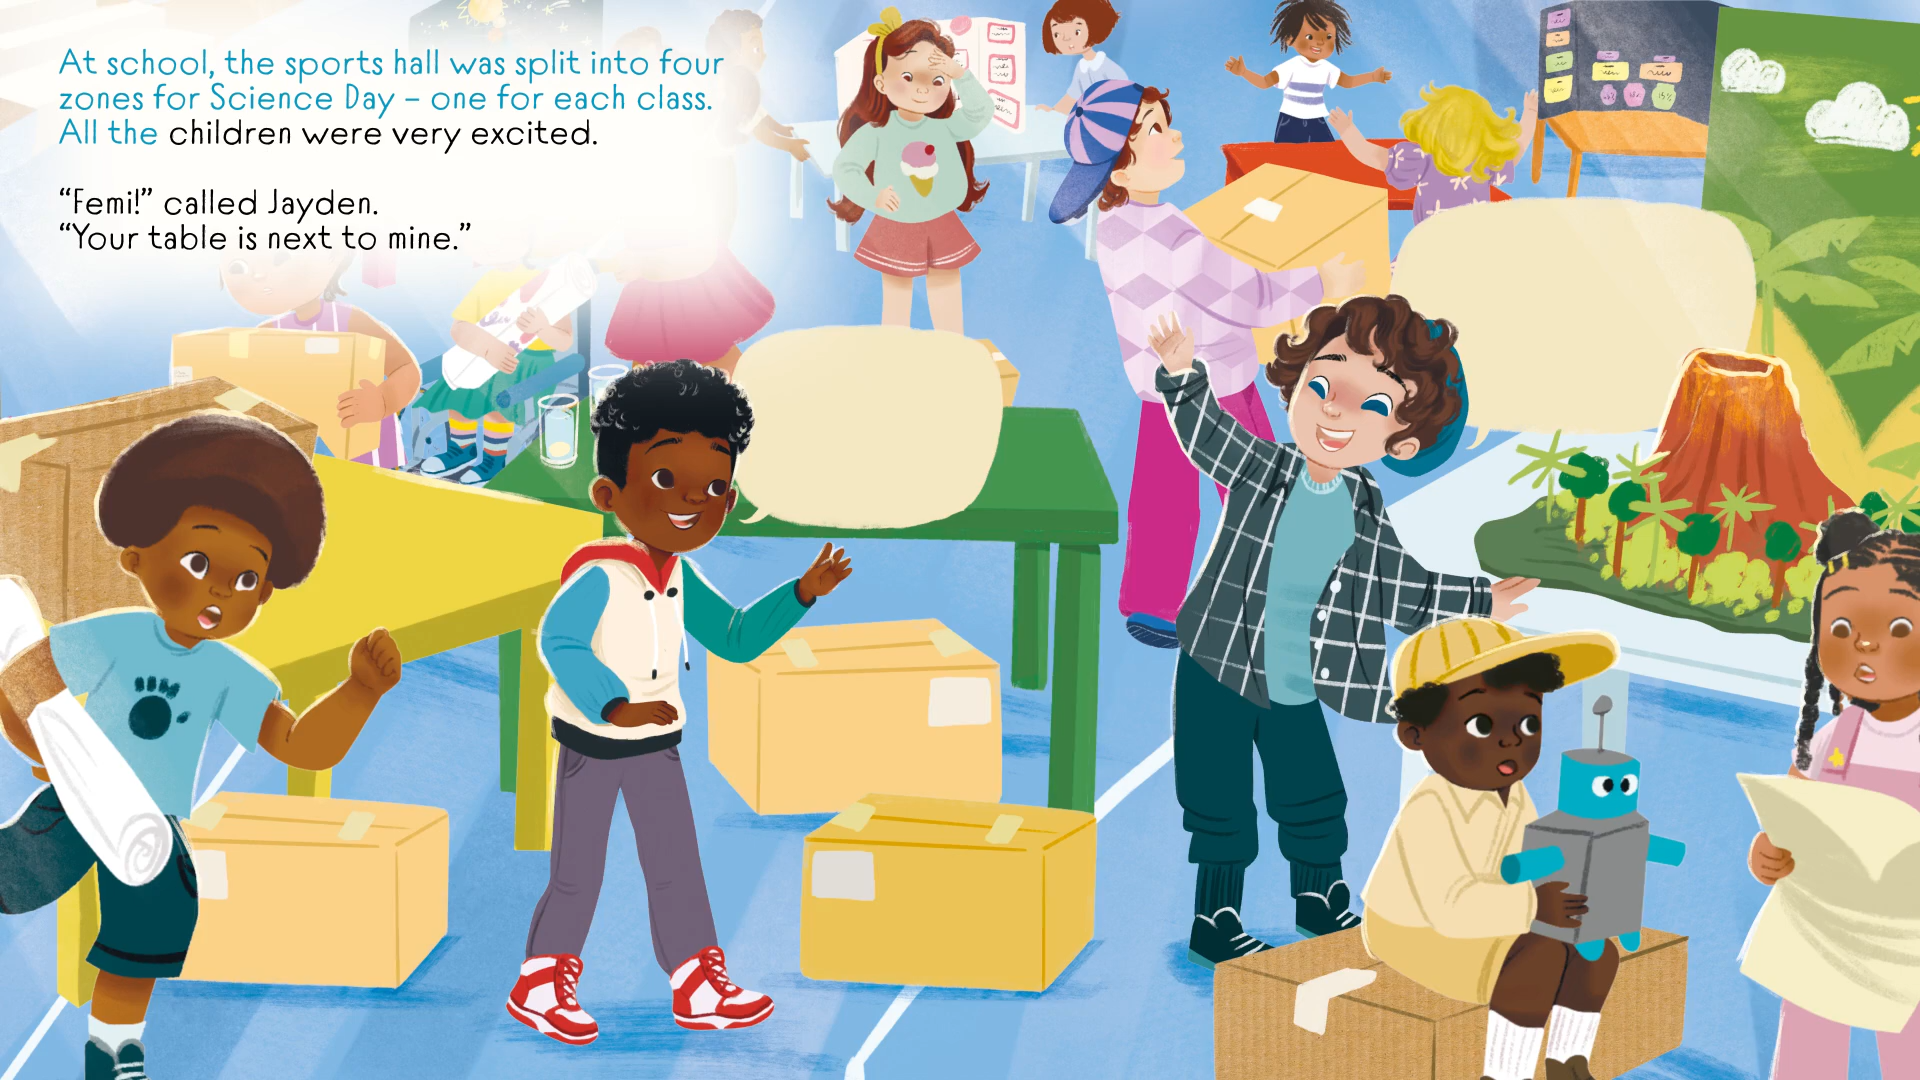 At school, the sports hall was split into four
zones for Science Day – one for each class.
All the children were very excited.
“Femi!” called Jayden.
“Your table is next to mine.”